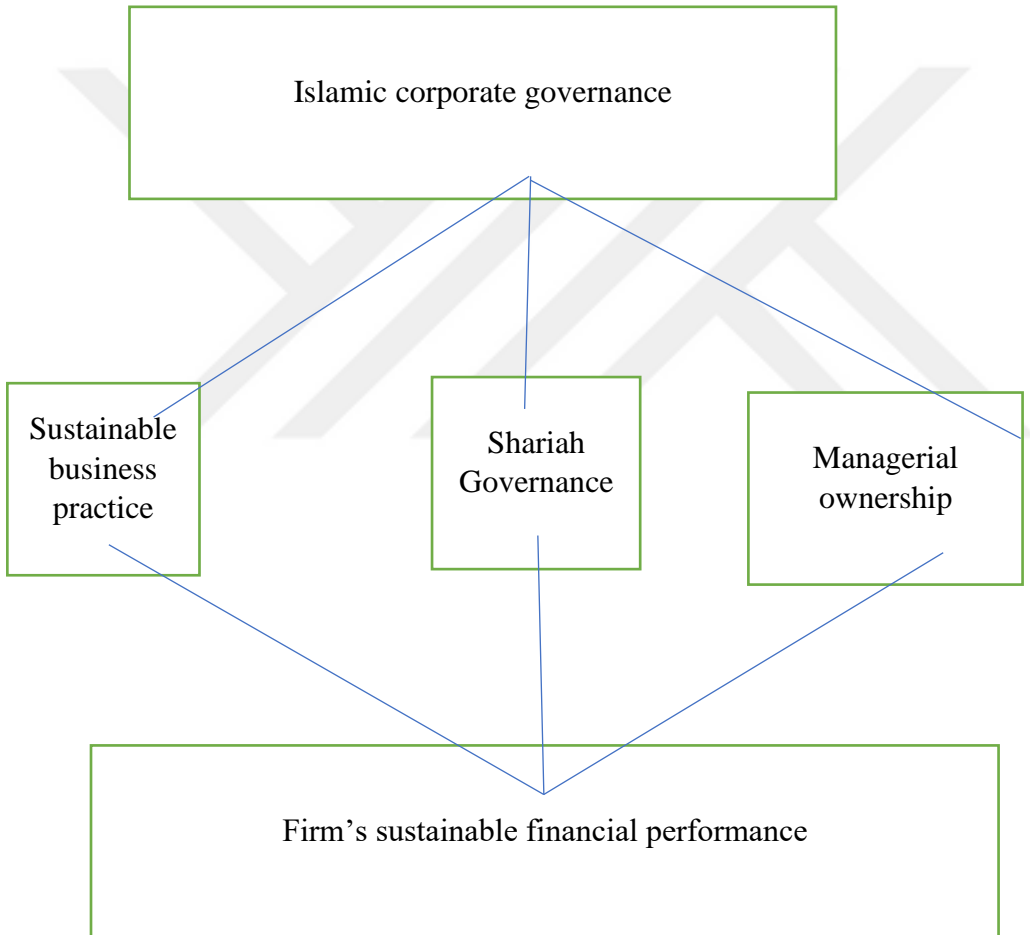 Islamic corporate governance
Sustainable
business
practice
Shariah
Governance
Managerial
ownership
Firm’s sustainable financial performance